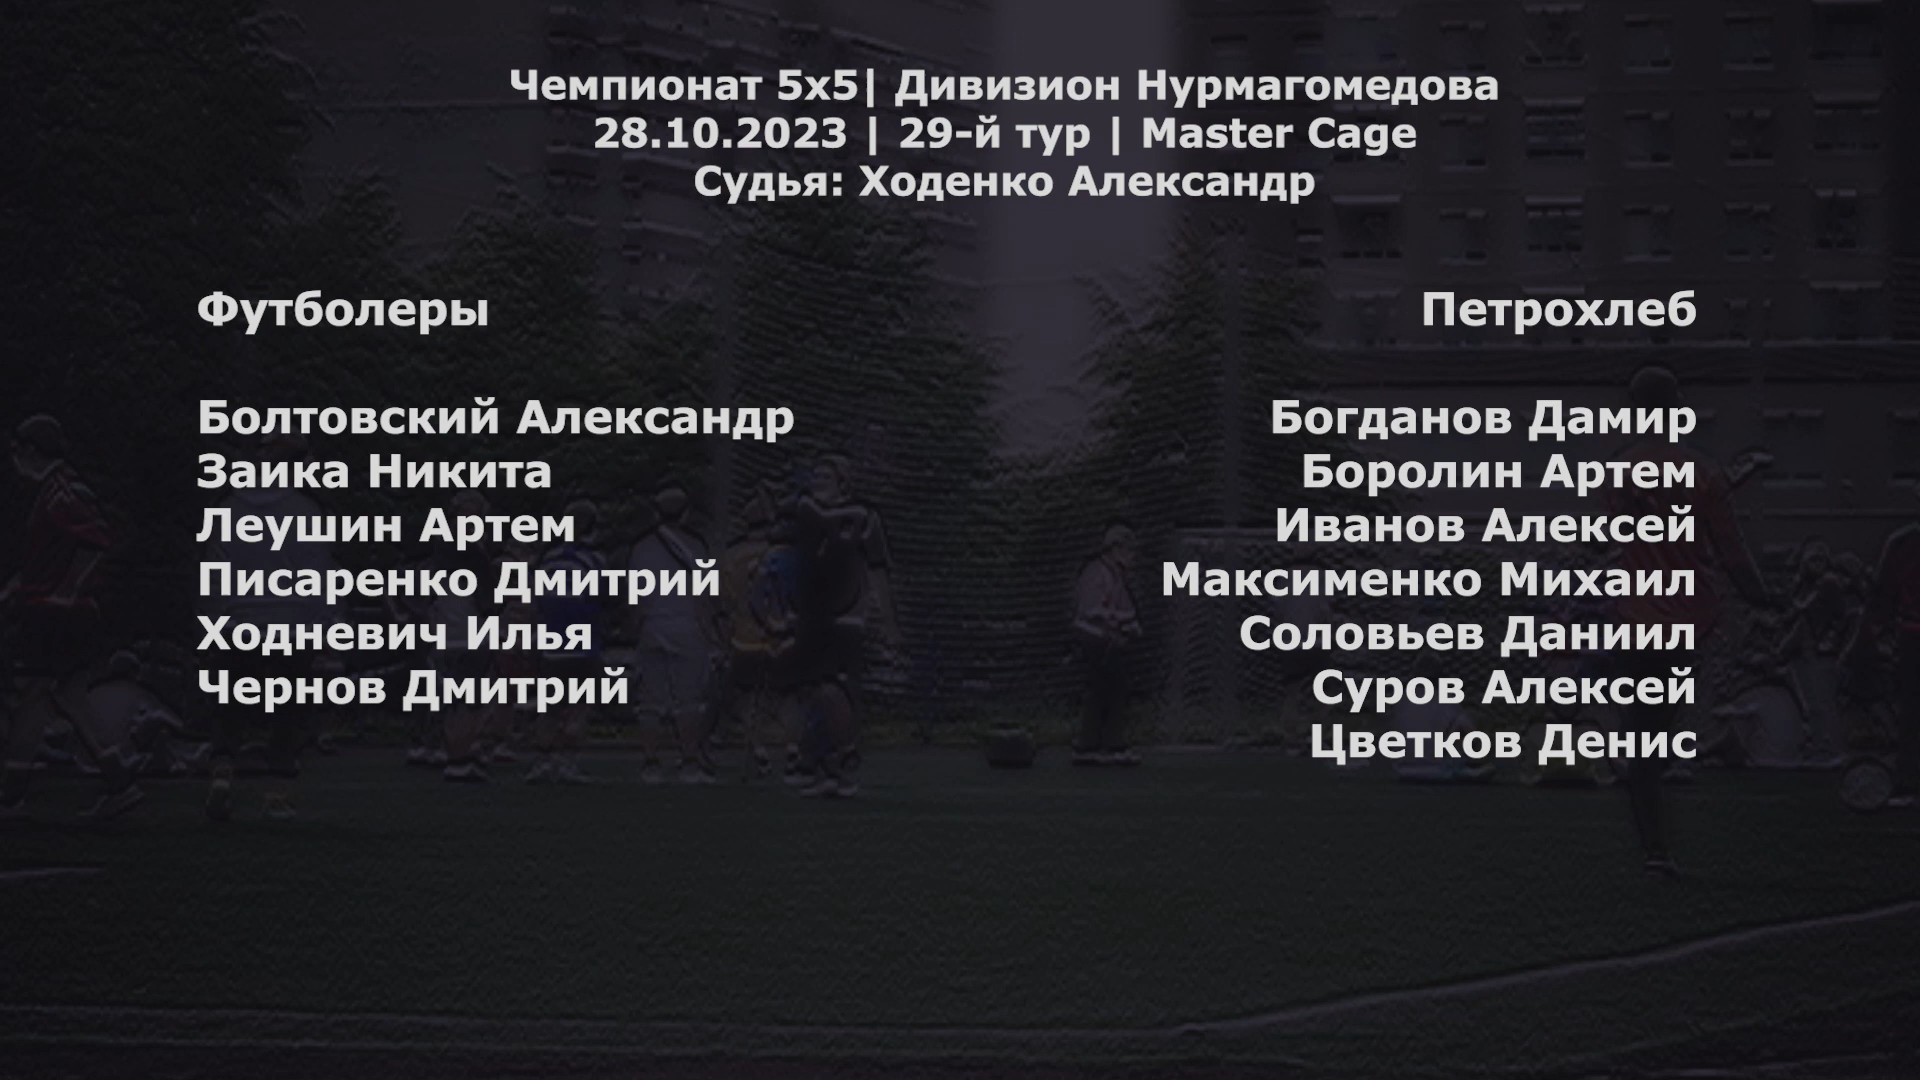 Чемпионат 5х5| Дивизион Нурмагомедова
28.10.2023 | 29-й тур | Master Cage
Судья: Ходенко Александр
Футболеры
Болтовский Александр
Заика Никита
Леушин Артем
Писаренко Дмитрий
Ходневич Илья
Чернов Дмитрий
Петрохлеб
Богданов Дамир
Боролин Артем
Иванов Алексей
Максименко Михаил
Соловьев Даниил
Суров Алексей
Цветков Денис